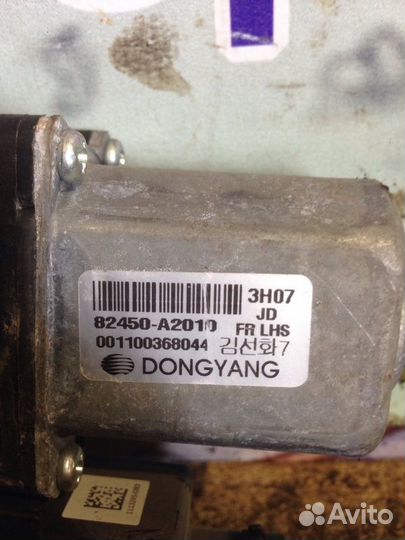 3H07
JD
82450-A2010 FR LHS
001100368044 김선화7
DONGYANG
Avito